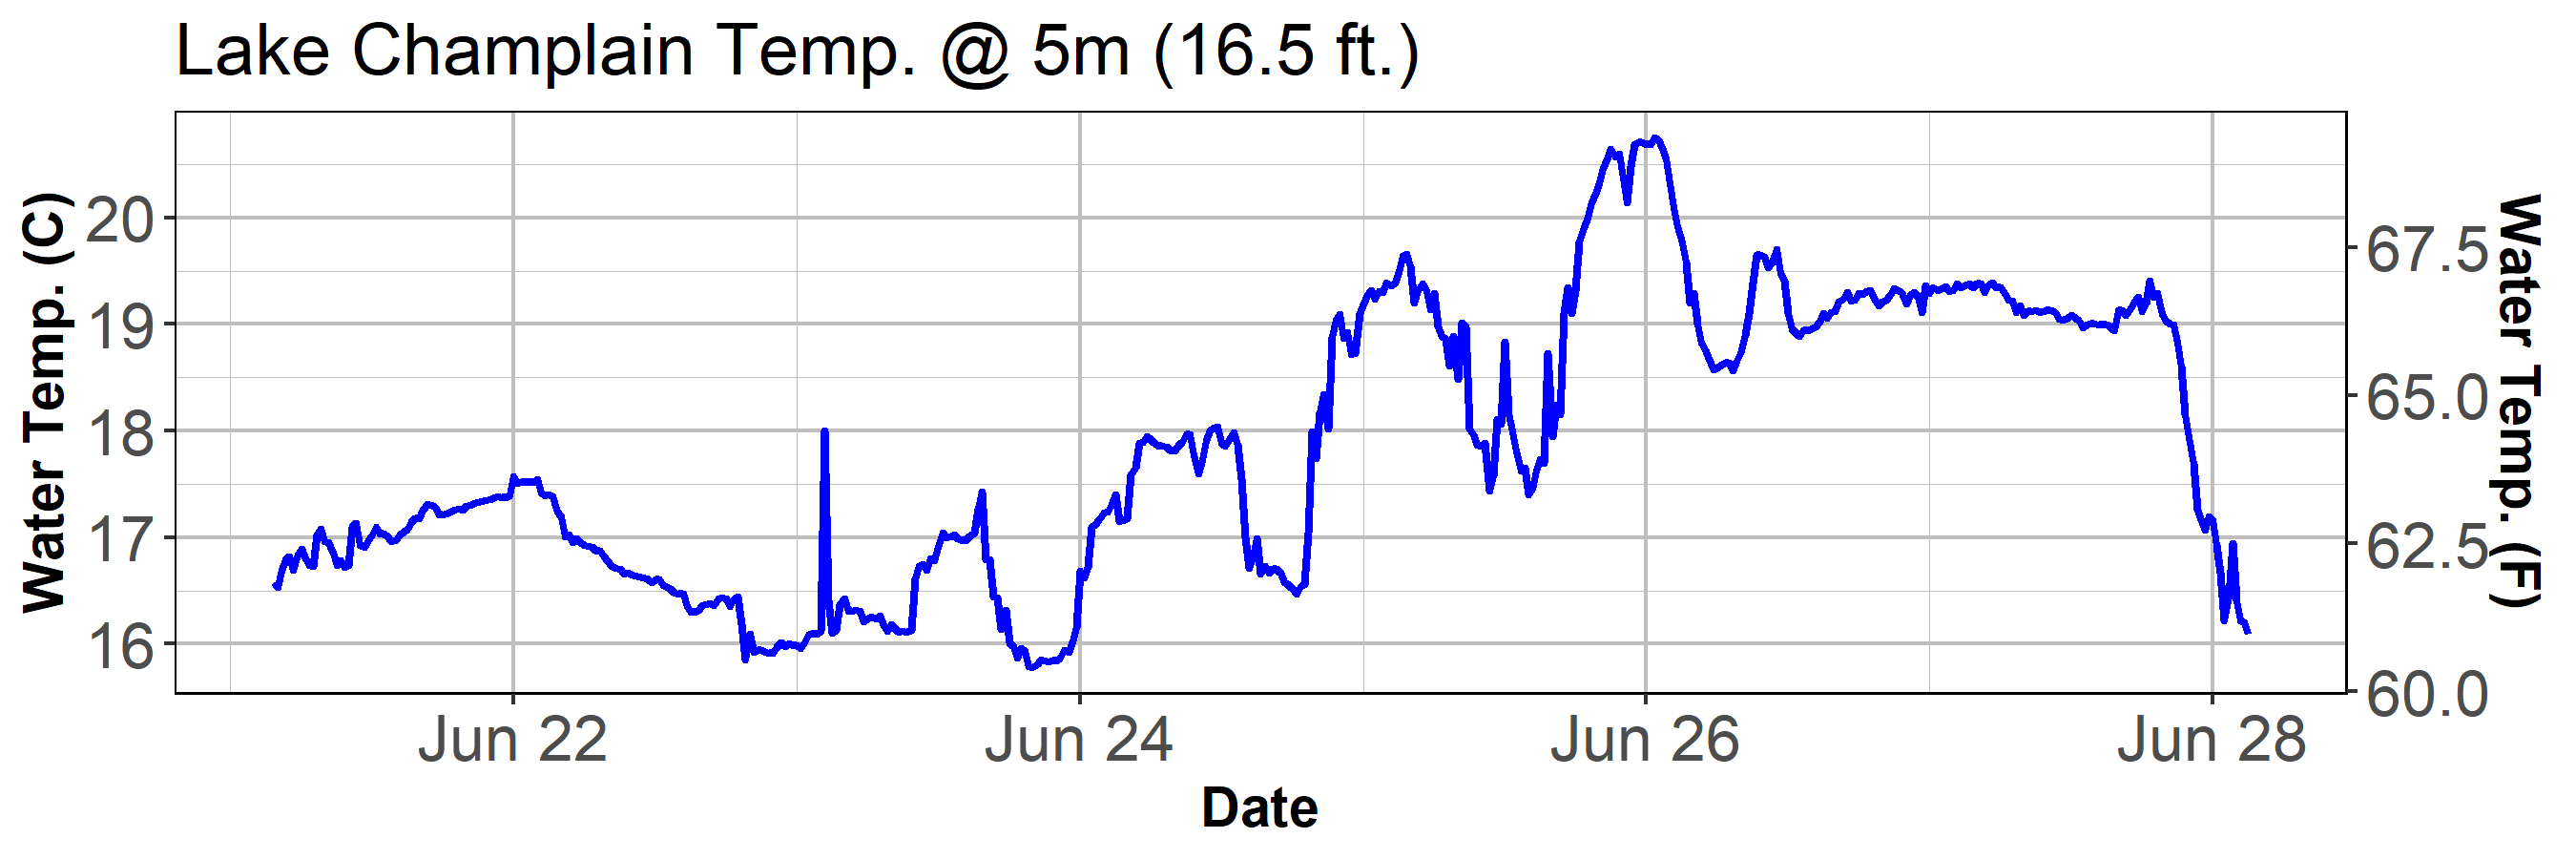 Lake Champlain Temp. @ 5m (16.5 ft.)
Water Temp. (C)
20
19
18
17
16
67.5
65.0
62.5
60.0
Water Temp. (F)
Jun 22 Jun 24 Jun 26 Jun 28
Date